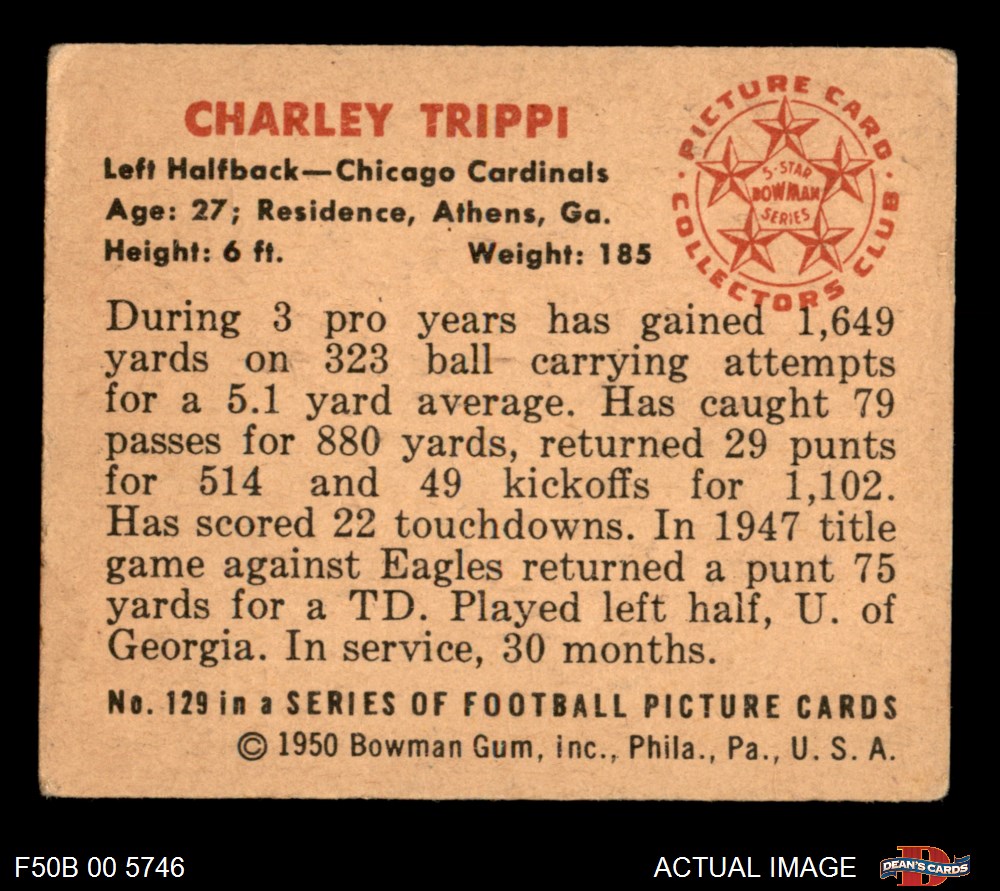 CHARLEY TRIPPI
Left Halfback—Chicago Cardinals
Age: 27; Residence, Athens, Ga.
Height: 6 ft. Weight: 185
PICTURE CARD
COLLECTORS CLUB
5-STAR
BOWMAN
SERIES
During 3 pro years has gained 1,649
yards on 323 ball carrying attempts
for a 5.1 yard average. Has caught 79
passes for 880 yards, returned 29 punts
for 514 and 49 kickoffs for 1,102.
Has scored 22 touchdowns. In 1947 title
game against Eagles returned a punt 75
yards for a TD. Played left half, U. of
Georgia. In service, 30 months.
No. 129 in a SERIES OF FOOTBALL PICTURE CARDS
© 1950 Bowman Gum, inc., Phila., Pa., U. S. A.
F50B 00 5746
ACTUAL IMAGE
D
DEAN'S CARDS